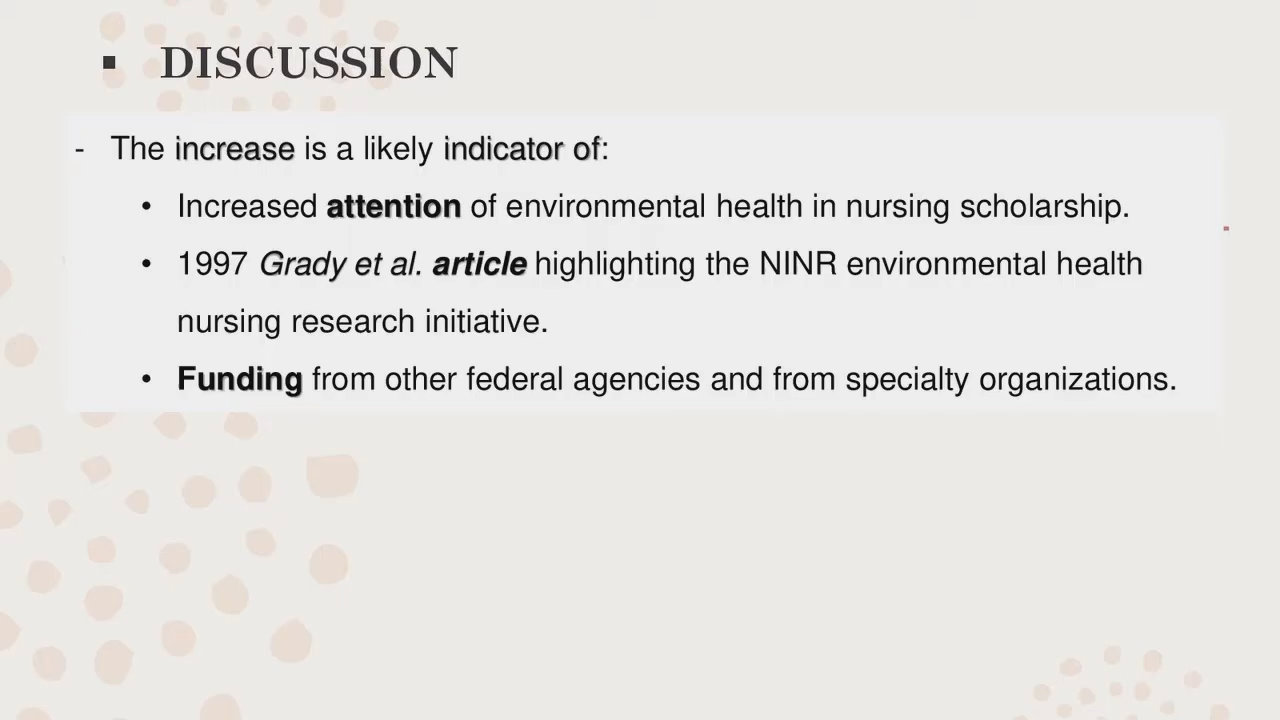 ▪ DISCUSSION
- The increase is a likely indicator of:
• Increased attention of environmental health in nursing scholarship.
• 1997 Grady et al. article highlighting the NINR environmental health
nursing research initiative.
• Funding from other federal agencies and from specialty organizations.